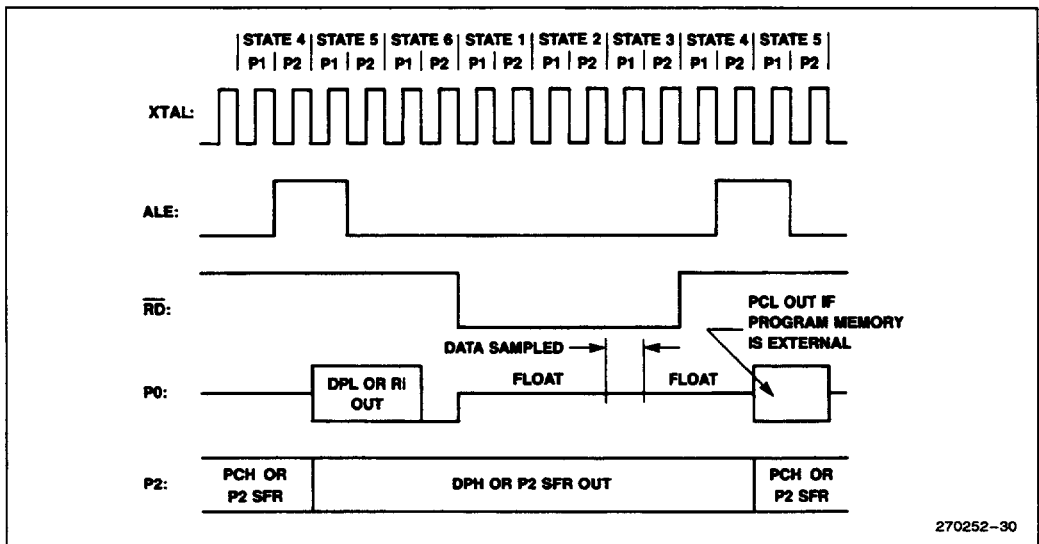 STATE 4 STATE 5 STATE 6 STATE 1 STATE 2 STATE 3 STATE 4 STATE 5
P1 P2 P1 P2 P1 P2 P1 P2 P1 P2 P1 P2 P1 P2 P1 P2
XTAL:
ALE:
RD:
PCL OUT IF
PROGRAM MEMORY
IS EXTERNAL
DATA SAMPLED
P0:
DPL OR RI
OUT
FLOAT
FLOAT
P2:
PCH OR
P2 SFR
DPH OR P2 SFR OUT
PCH OR
P2 SFR
270252-30